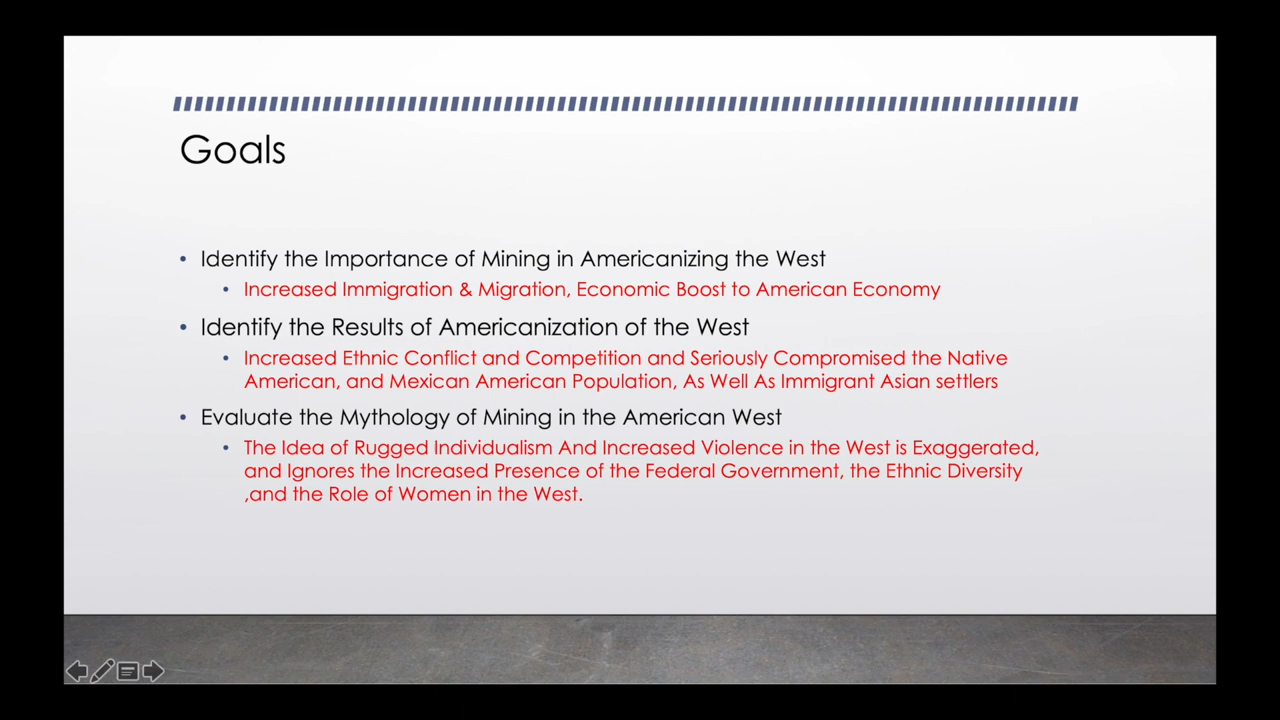 Goals
• Identify the Importance of Mining in Americanizing the West
• Increased Immigration & Migration, Economic Boost to American Economy
• Identify the Results of Americanization of the West
• Increased Ethnic Conflict and Competition and Seriously Compromised the Native
American, and Mexican American Population, As Well As Immigrant Asian settlers
• Evaluate the Mythology of Mining in the American West
• The Idea of Rugged Individualism And Increased Violence in the West is Exaggerated,
and Ignores the Increased Presence of the Federal Government, the Ethnic Diversity
,and the Role of Women in the West.